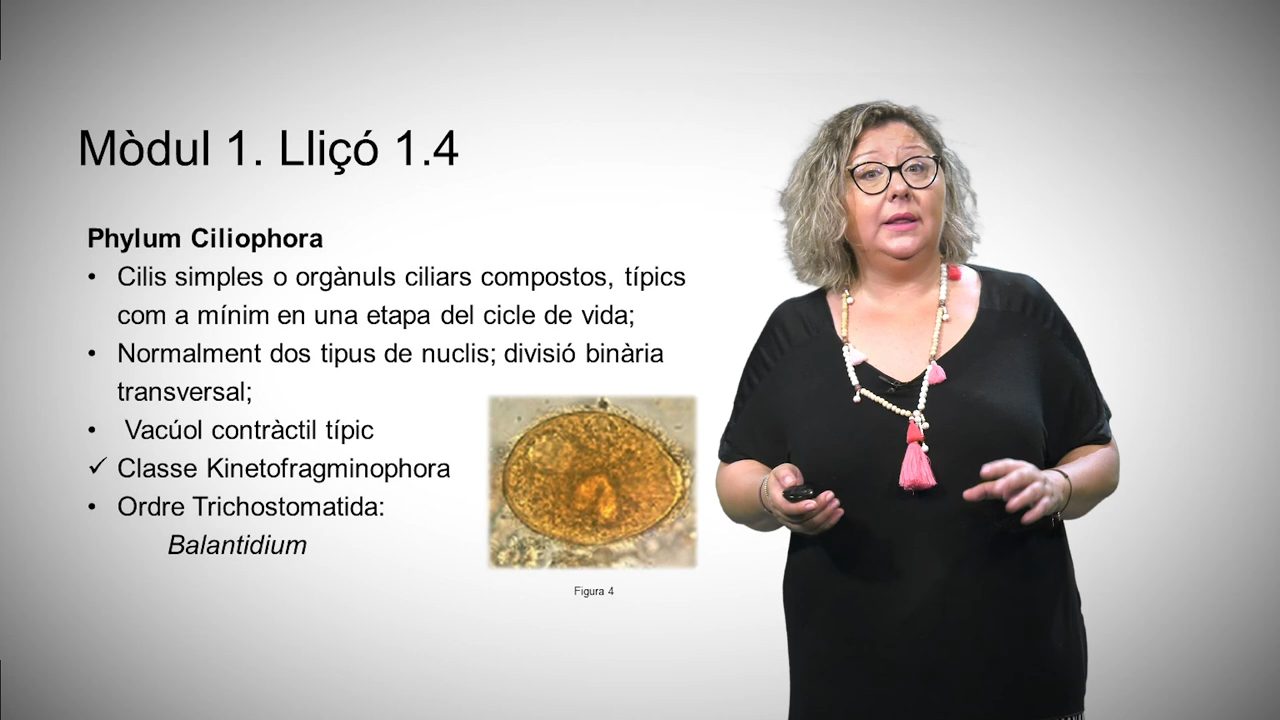 Mòdul 1. Lliçó 1.4
Phylum Ciliophora
• Cilis simples o orgànuls ciliars compostos, típics
com a mínim en una etapa del cicle de vida;
• Normalment dos tipus de nuclis; divisió binària
transversal;
• Vacúol contràctil típic
✓ Classe Kinetofragminophora
• Ordre Trichostomatida:
Balantidium
Figura 4